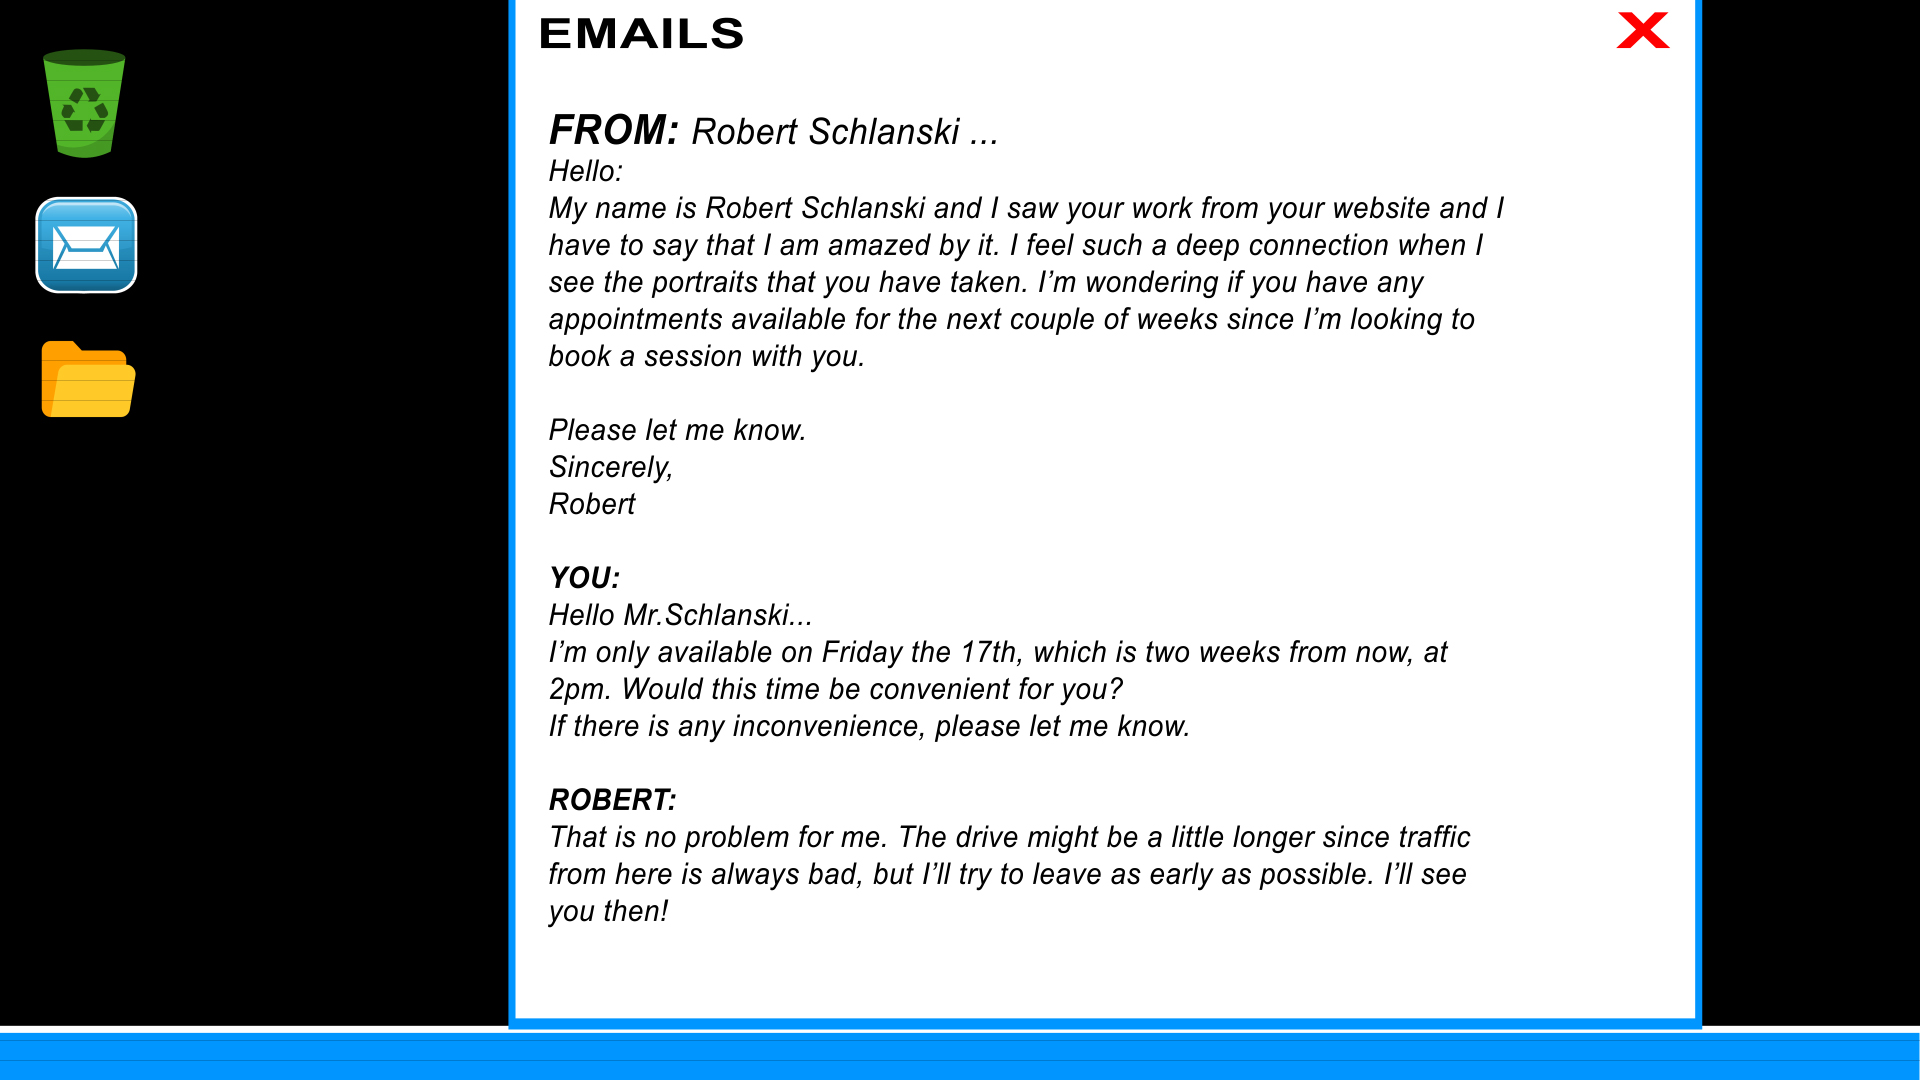 EMAILS
X
FROM: Robert Schlanski ...
Hello:
My name is Robert Schlanski and I saw your work from your website and I
have to say that I am amazed by it. I feel such a deep connection when I
see the portraits that you have taken. I’m wondering if you have any
appointments available for the next couple of weeks since I’m looking to
book a session with you.
Please let me know.
Sincerely,
Robert
YOU:
Hello Mr.Schlanski...
I’m only available on Friday the 17th, which is two weeks from now, at
2pm. Would this time be convenient for you?
If there is any inconvenience, please let me know.
ROBERT:
That is no problem for me. The drive might be a little longer since traffic
from here is always bad, but I’ll try to leave as early as possible. I’ll see
you then!